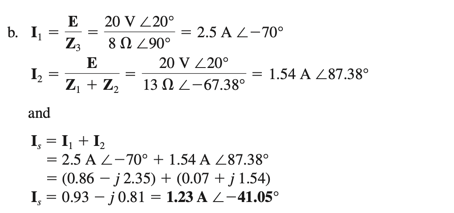 b. I₁ = E/Z₃ = 20 V ∠20°/8 Ω ∠90° = 2.5 A ∠−70°
I₂ = E/(Z₁ + Z₂) = 20 V ∠20°/13 Ω ∠−67.38° = 1.54 A ∠87.38°
and
Iₛ = I₁ + I₂
= 2.5 A ∠−70° + 1.54 A ∠87.38°
= (0.86 − j 2.35) + (0.07 + j 1.54)
Iₛ = 0.93 − j 0.81 = 1.23 A ∠−41.05°